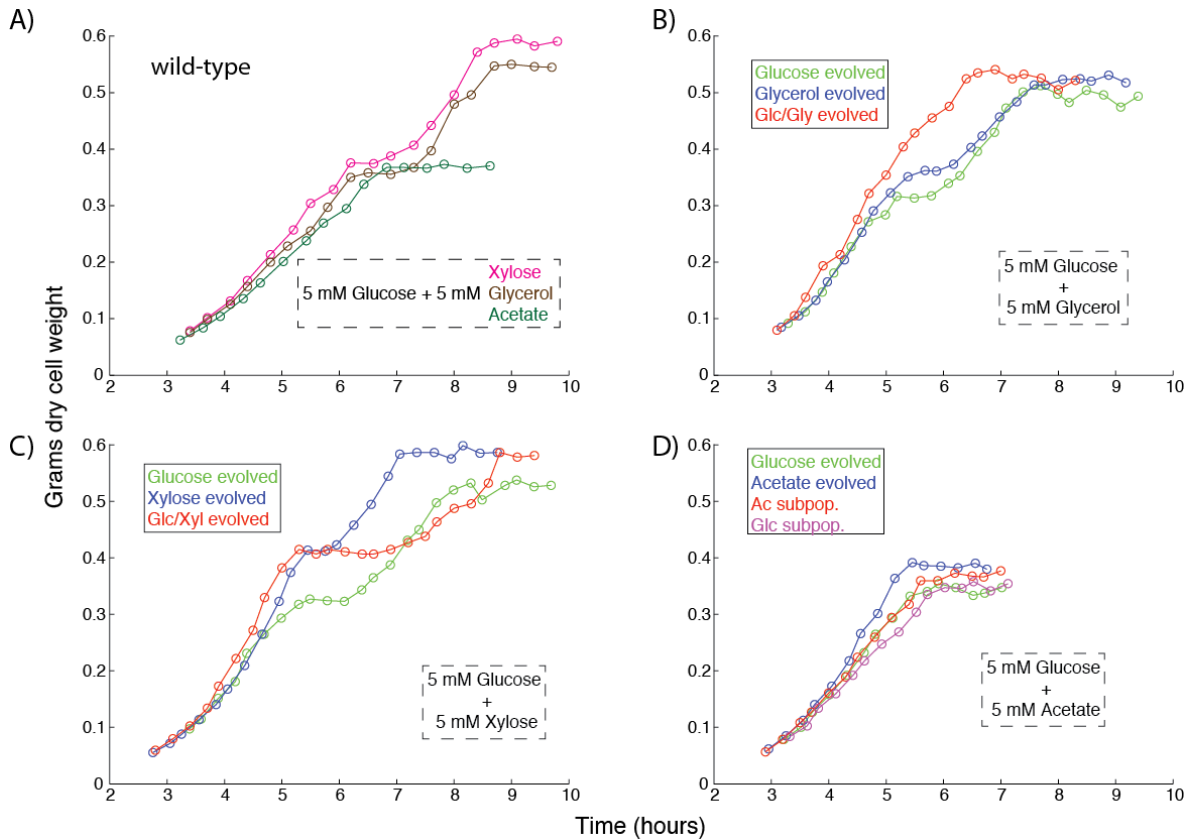 A)
wild-type
0.6
0.5
0.4
0.3
0.2
0.1
0
2 3 4 5 6 7 8 9 10
5 mM Glucose + 5 mM
Xylose
Glycerol
Acetate
B)
0.6
0.5
0.4
0.3
0.2
0.1
0
2 3 4 5 6 7 8 9 10
Glucose evolved
Glycerol evolved
Glc/Gly evolved
5 mM Glucose
+
5 mM Glycerol
Grams dry cell weight
C)
0.6
0.5
0.4
0.3
0.2
0.1
0
2 3 4 5 6 7 8 9 10
Glucose evolved
Xylose evolved
Glc/Xyl evolved
5 mM Glucose
+
5 mM Xylose
D)
0.6
0.5
0.4
0.3
0.2
0.1
0
2 3 4 5 6 7 8 9 10
Glucose evolved
Acetate evolved
Ac subpop.
Glc subpop.
5 mM Glucose
+
5 mM Acetate
Time (hours)